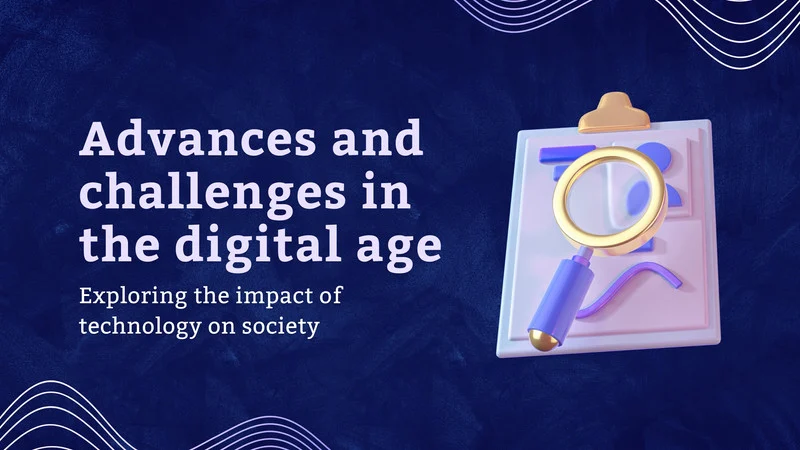 Advances and
challenges in
the digital age
Exploring the impact of
technology on society